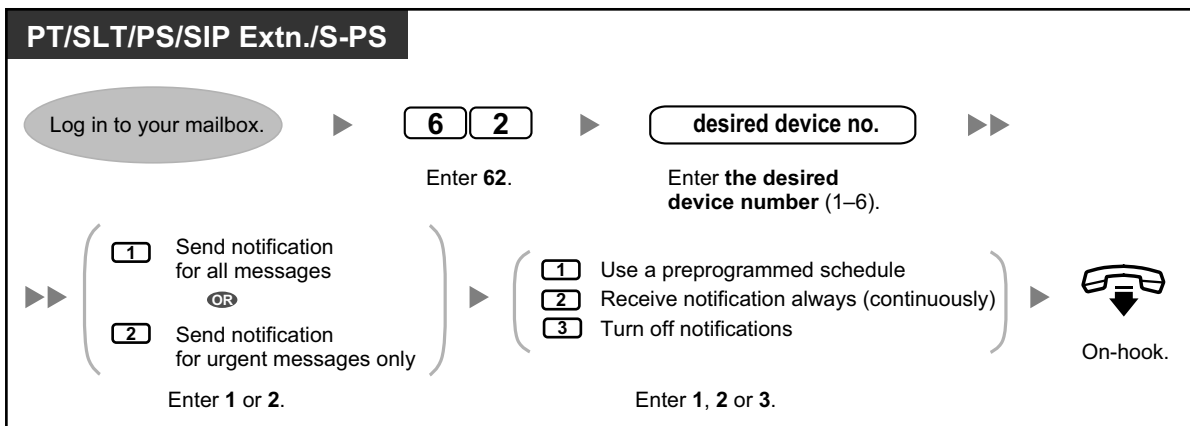 PT/SLT/PS/SIP Extn./S-PS
Log in to your mailbox.
6 2
desired device no.
Enter 62.
Enter the desired
device number (1–6).
1 Send notification
for all messages
OR
2 Send notification
for urgent messages only
Enter 1 or 2.
1 Use a preprogrammed schedule
2 Receive notification always (continuously)
3 Turn off notifications
Enter 1, 2 or 3.
On-hook.